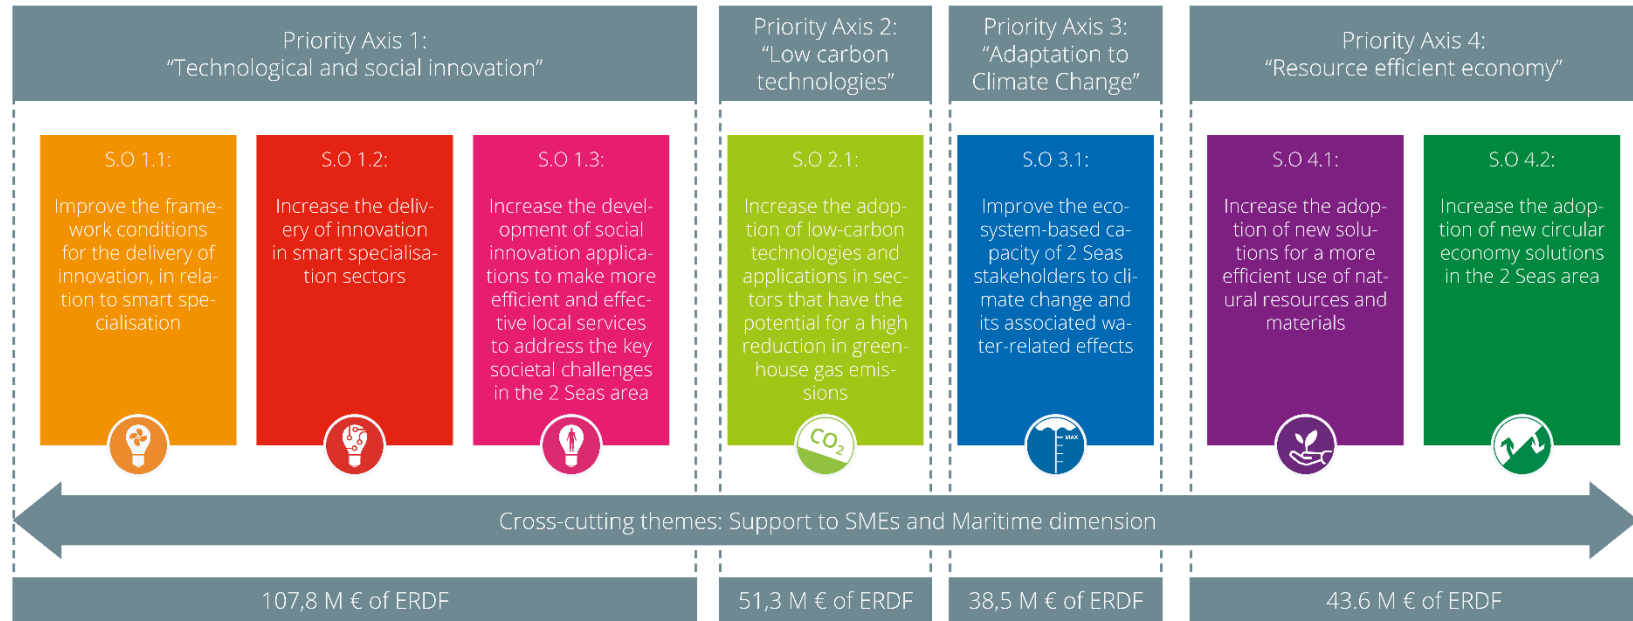 Priority Axis 1:
“Technological and social innovation”
Priority Axis 2:
“Low carbon
technologies”
Priority Axis 3:
“Adaptation to
Climate Change”
Priority Axis 4:
“Resource efficient economy”
S.O 1.1:
Improve the frame-
work conditions
for the delivery of
innovation, in rela-
tion to smart spe-
cialisation
S.O 1.2:
Increase the deliv-
ery of innovation
in smart specialisa-
tion sectors
S.O 1.3:
Increase the devel-
opment of social
innovation applica-
tions to make more
efficient and effec-
tive local services
to address the key
societal challenges
in the 2 Seas area
S.O 2.1:
Increase the adop-
tion of low-carbon
technologies and
applications in sec-
tors that have the
potential for a high
reduction in green-
house gas emis-
sions
CO2
S.O 3.1:
Improve the eco-
system-based ca-
pacity of 2 Seas
stakeholders to cli-
mate change and
its associated wa-
ter-related effects
MAX
S.O 4.1:
Increase the adop-
tion of new solu-
tions for a more
efficient use of nat-
ural resources and
materials
S.O 4.2:
Increase the adop-
tion of new circular
economy solutions
in the 2 Seas area
Cross-cutting themes: Support to SMEs and Maritime dimension
107,8 M € of ERDF
51,3 M € of ERDF
38,5 M € of ERDF
43.6 M € of ERDF